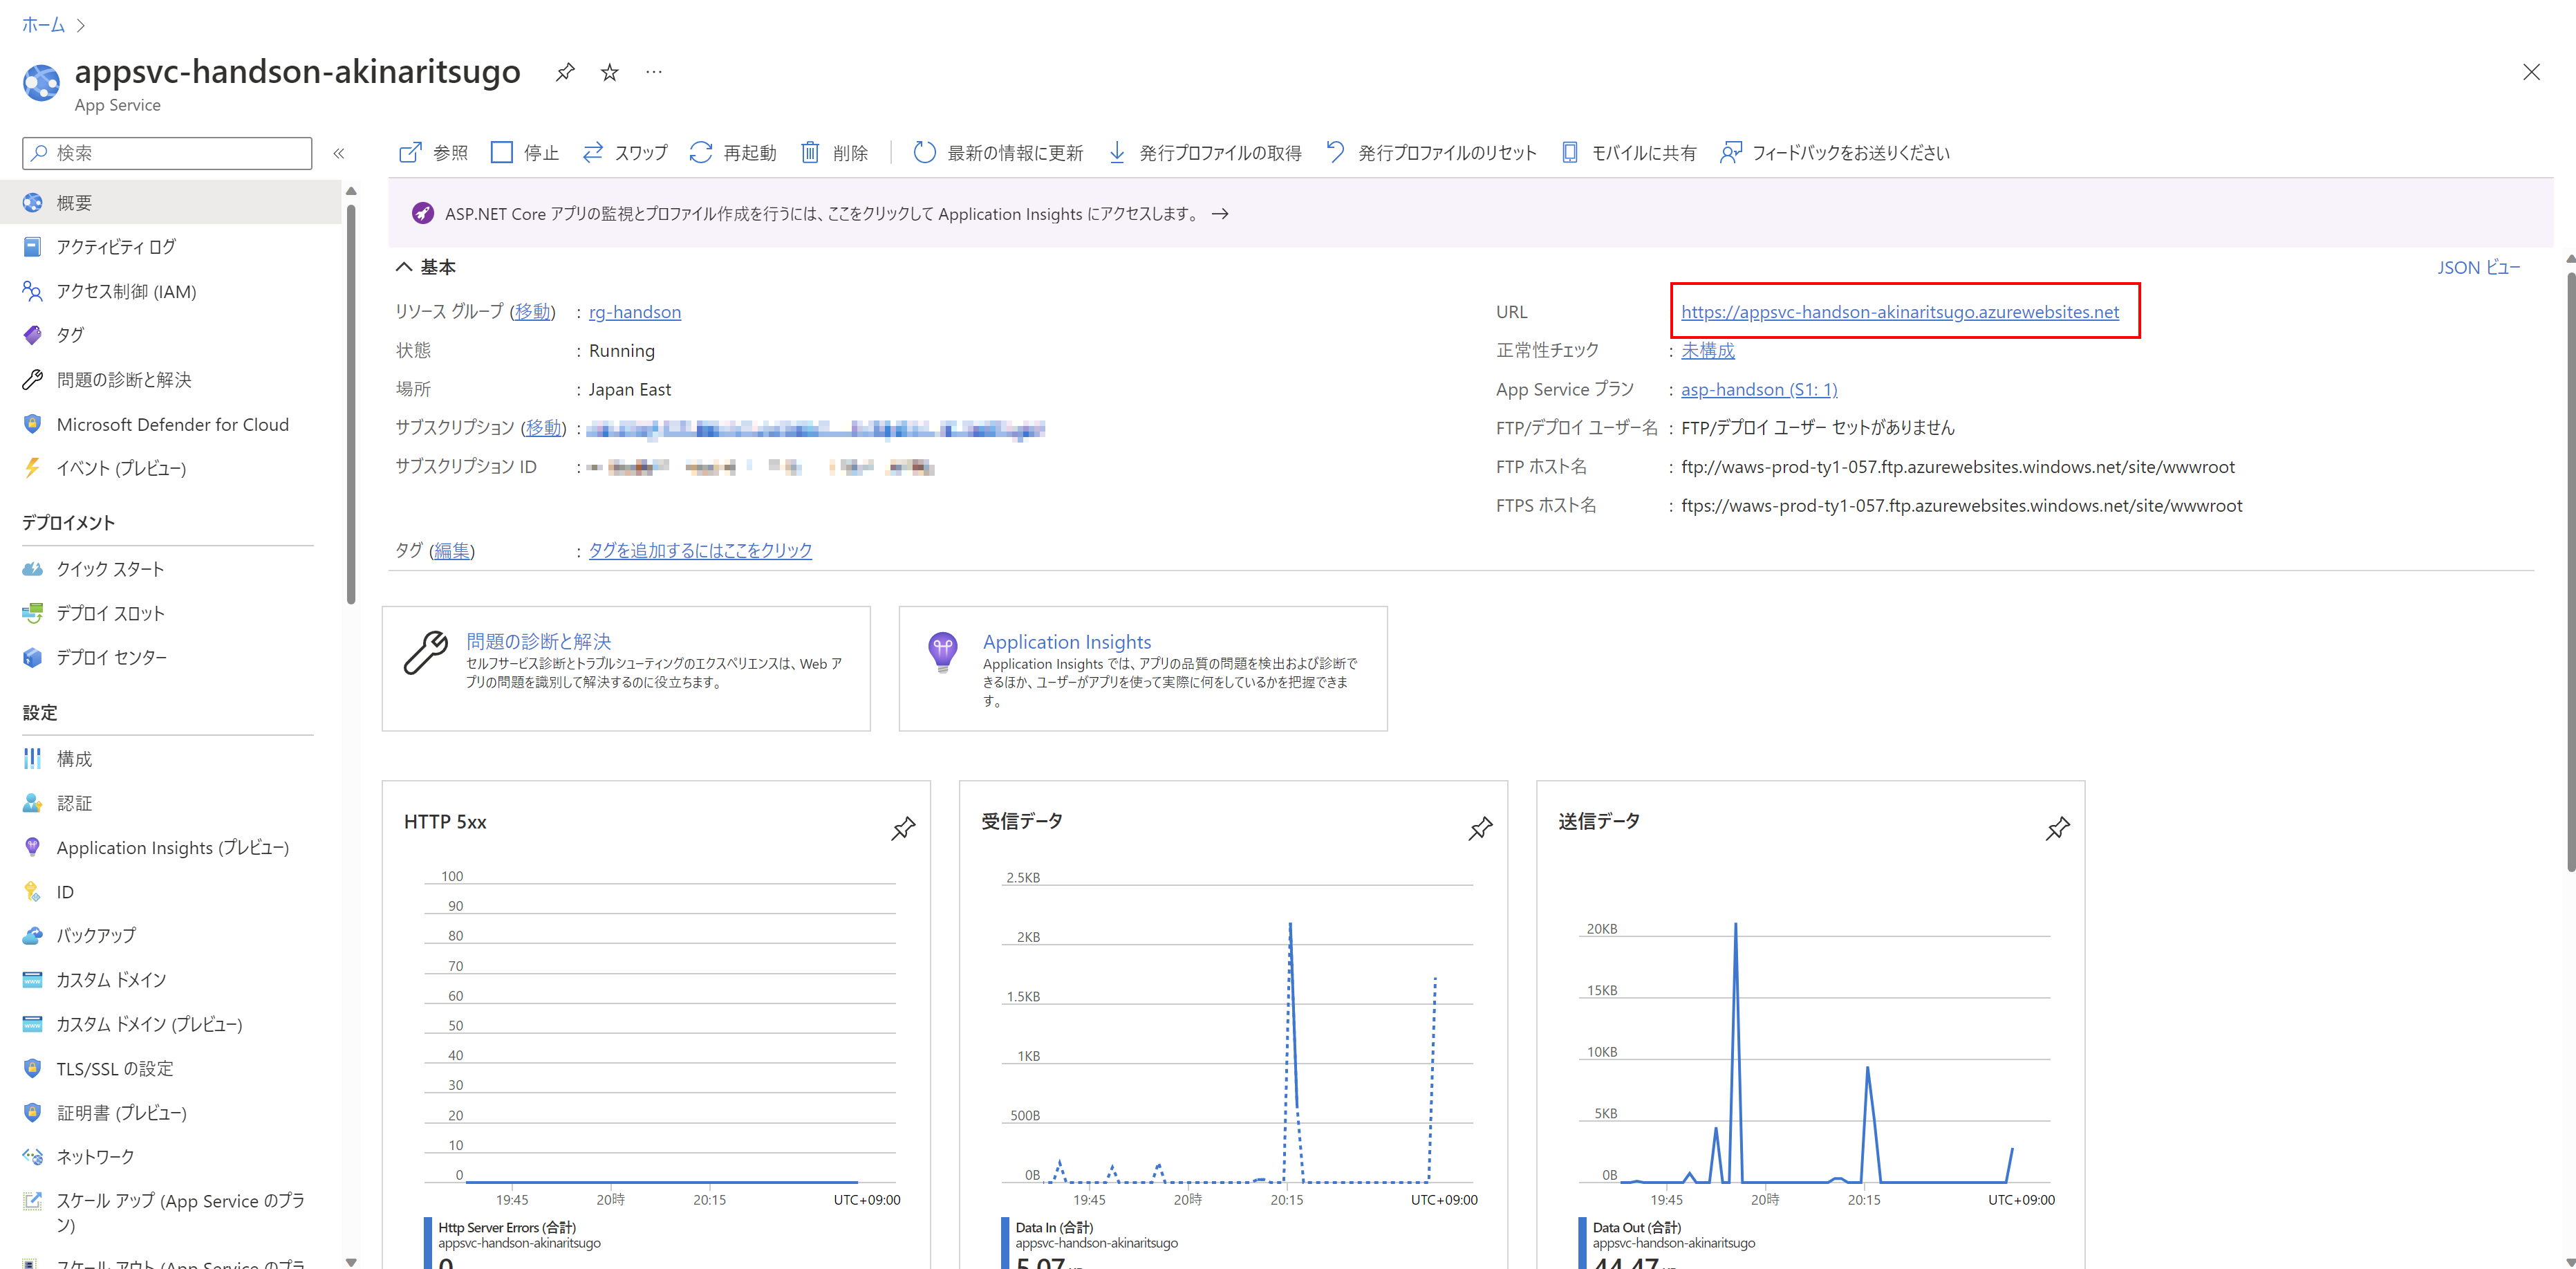 ホーム
appsvc-handson-akinaritsugo
App Service
検索
参照
停止
スワップ
再起動
削除
最新の情報に更新
発行プロファイルの取得
発行プロファイルのリセット
モバイルに共有
フィードバックをお送りください
概要
アクティビティ ログ
アクセス制御 (IAM)
タグ
問題の診断と解決
Microsoft Defender for Cloud
イベント (プレビュー)
デプロイメント
クイック スタート
デプロイ スロット
デプロイ センター
設定
構成
認証
Application Insights (プレビュー)
ID
バックアップ
カスタム ドメイン
カスタム ドメイン (プレビュー)
TLS/SSL の設定
証明書 (プレビュー)
ネットワーク
スケール アップ (App Service のプラ
ン)
スケール アウト (App Service のプラ
ASP.NET Core アプリの監視とプロファイル作成を行うには、ここをクリックして Application Insights にアクセスします。 →
基本
JSON ビュー
リソース グループ (移動) : rg-handson
状態 : Running
場所 : Japan East
サブスクリプション (移動) :
サブスクリプション ID :
タグ (編集) : タグを追加するにはここをクリック
URL https://appsvc-handson-akinaritsugo.azurewebsites.net
正常性チェック : 未構成
App Service プラン : asp-handson (S1: 1)
FTP/デプロイ ユーザー名 : FTP/デプロイ ユーザー セットがありません
FTP ホスト名 : ftp://waws-prod-ty1-057.ftp.azurewebsites.windows.net/site/wwwroot
FTPS ホスト名 : ftps://waws-prod-ty1-057.ftp.azurewebsites.windows.net/site/wwwroot
問題の診断と解決
セルフサービス診断とトラブルシューティングのエクスペリエンスは、Web ア
プリの問題を識別して解決するのに役立ちます。
Application Insights
Application Insights では、アプリの品質の問題を検出および診断で
きるほか、ユーザーがアプリを使って実際に何をしているかを把握できま
す。
HTTP 5xx
100
90
80
70
60
50
40
30
20
10
0
19:45 20時 20:15 UTC+09:00
Http Server Errors (合計)
appsvc-handson-akinaritsugo
0
受信データ
2.5KB
2KB
1.5KB
1KB
500B
0B
19:45 20時 20:15 UTC+09:00
Data In (合計)
appsvc-handson-akinaritsugo
5.07
送信データ
20KB
15KB
10KB
5KB
0B
19:45 20時 20:15 UTC+09:00
Data Out (合計)
appsvc-handson-akinaritsugo
44.47